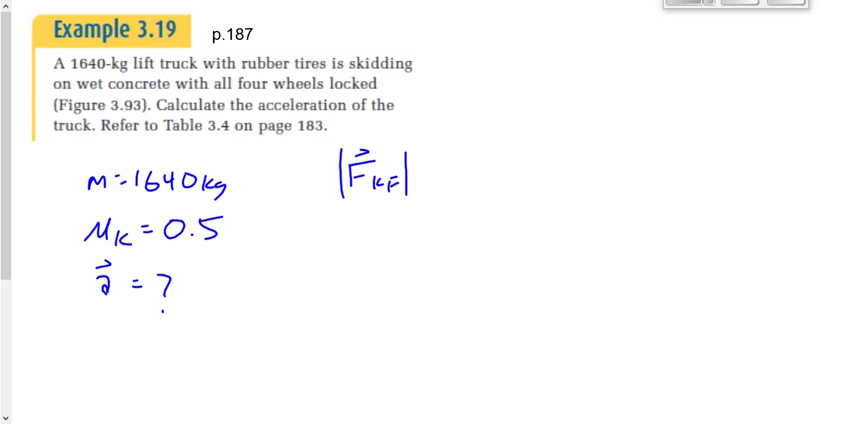 Example 3.19 p.187
A 1640-kg lift truck with rubber tires is skidding
on wet concrete with all four wheels locked
(Figure 3.93). Calculate the acceleration of the
truck. Refer to Table 3.4 on page 183.
m = 1640kg
|F⃗KF|
μK = 0.5
a⃗ = ?